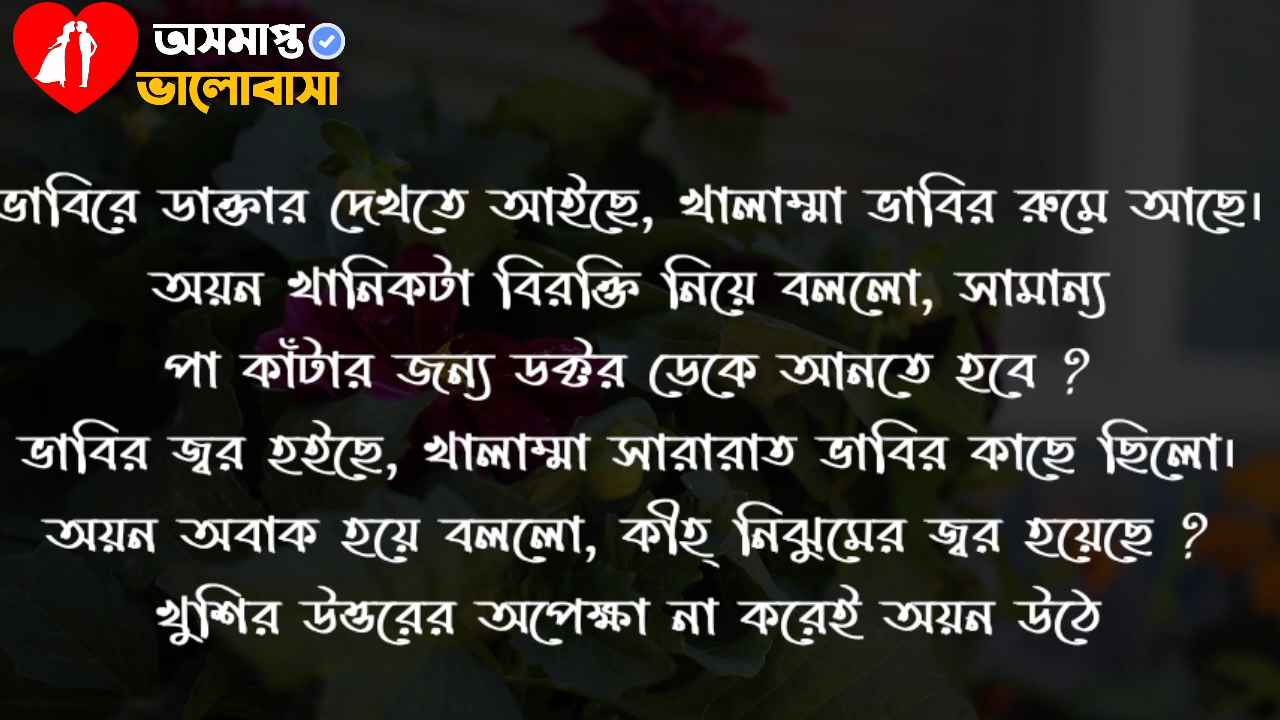 অসমাপ্ত
ভালোবাসা
ভাবিরে ডাক্তার দেখতে আইছে, খালাম্মা ভাবির রুমে আছে।
অয়ন খানিকটা বিরক্তি নিয়ে বললো, সামান্য
পা কাঁটার জন্য ডক্টর ডেকে আনতে হবে ?
ভাবির জ্বর হইছে, খালাম্মা সারারাত ভাবির কাছে ছিলো।
অয়ন অবাক হয়ে বললো, কীহ্ নিঝুমের জ্বর হয়েছে ?
খুশির উত্তরের অপেক্ষা না করেই অয়ন উঠে